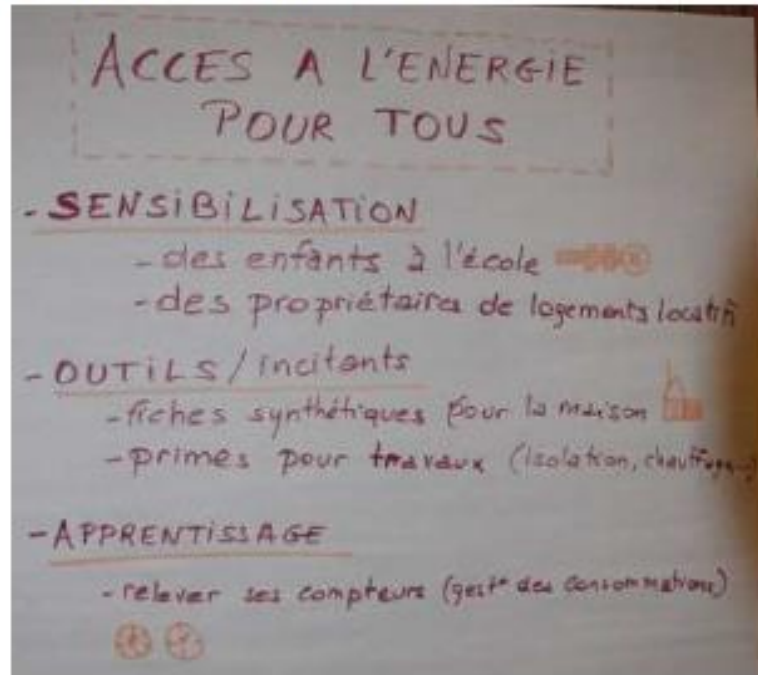 ACCES A L'ENERGIE
POUR TOUS
- SENSIBILISATION
- des enfants à l'école
- des propriétaires de logements locatifs
- OUTILS / incitants
- fiches synthétiques pour la maison
- primes pour travaux (isolation, chauffage...)
- APPRENTISSAGE
- relever ses compteurs (gest° des consommations)